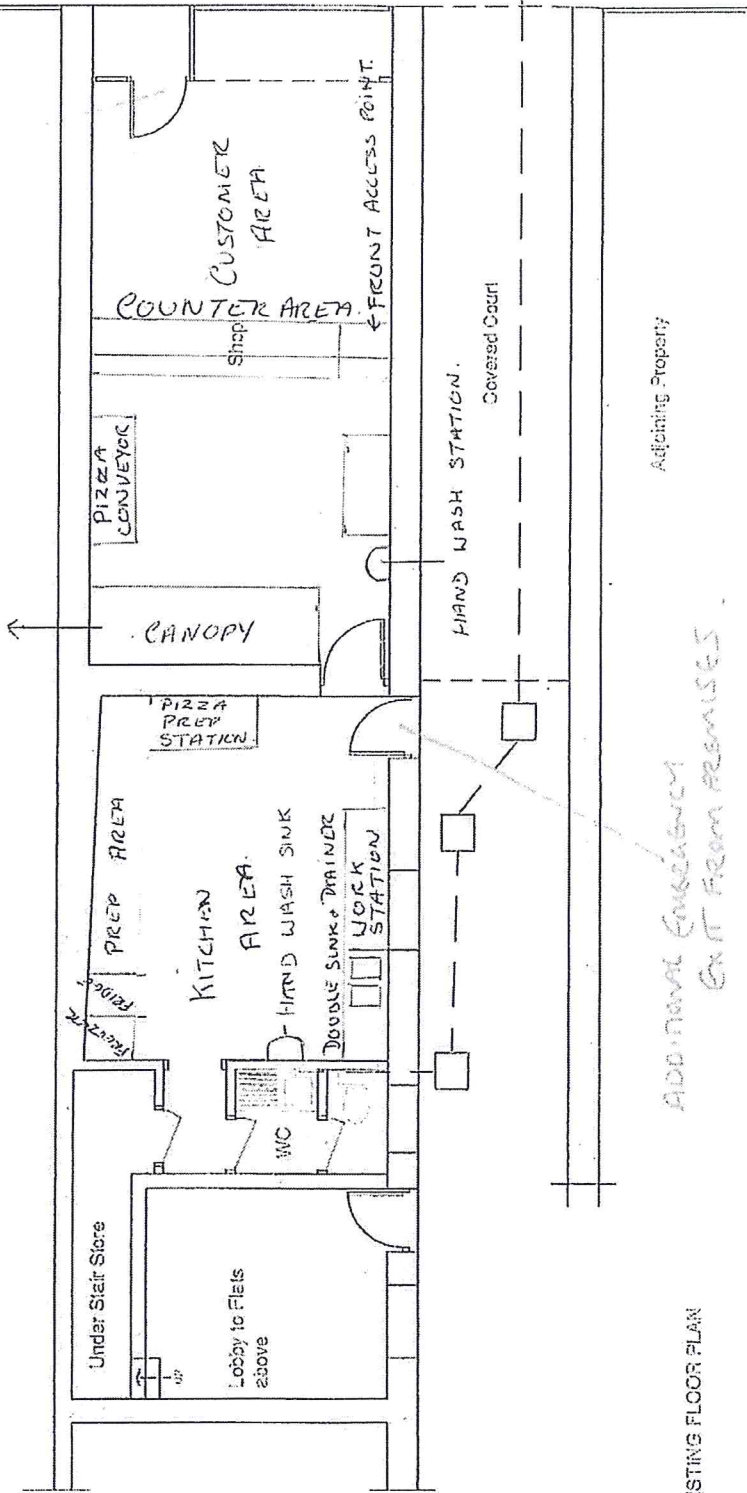 CUSTOMER
AREA
COUNTER AREA.
Shop
←FRONT ACCESS POINT.
PIZZA
CONVEYOR
CANOPY
HAND WASH STATION.
Covered Court
Adjoining Property
PIZZA
PREP
STATION.
PREP AREA
KITCHEN
AREA.
HAND WASH SINK
DOUBLE SINK & DRAINER
WORK
STATION
FRIDGE
FREEZER
WC
Under Stair Store
Lobby to Flats
above
up
ADDITIONAL EMERGENCY
EXIT FROM PREMISES.
ISTING FLOOR PLAN